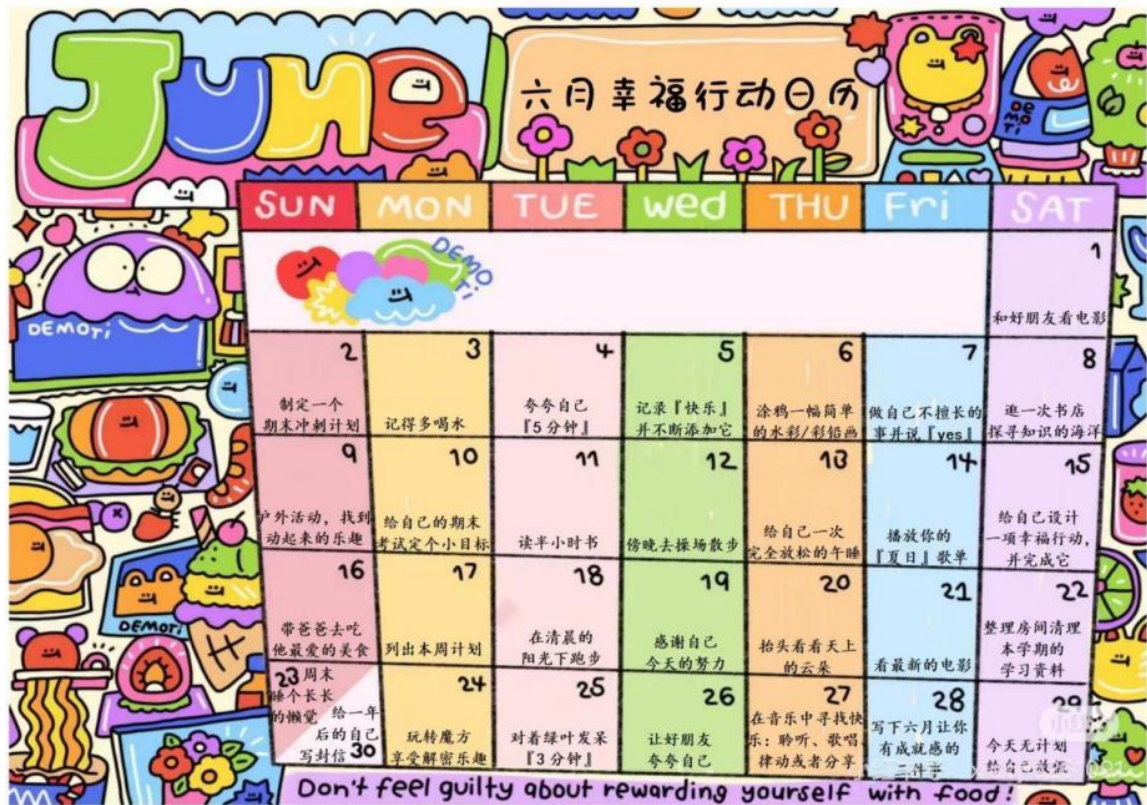 June
六月幸福行动日历
DEMOTi
SUN MON TUE wed THU Fri SAT
DEMOTi
1
和好朋友看电影
DEMOTi
2
制定一个
期末冲刺计划
3
记得多喝水
4
夸夸自己
『5分钟』
5
记录『快乐』
并不断添加它
6
涂鸦一幅简单
的水彩/彩铅画
7
做自己不擅长的
事并说『yes』
8
逛一次书店
探寻知识的海洋
9
户外活动，找到
动起来的乐趣
10
给自己的期末
考试定个小目标
11
读半小时书
12
傍晚去操场散步
13
给自己一次
完全放松的午睡
14
播放你的
『夏日』歌单
15
给自己设计
一项幸福行动，
并完成它
DEMOTi
16
带爸爸去吃
他最爱的美食
17
列出本周计划
18
在清晨的
阳光下跑步
19
感谢自己
今天的努力
20
抬头看看天上
的云朵
21
看最新的电影
22
整理房间清理
本学期的
学习资料
23 周末
睡个长长
的懒觉
给一年
后的自己
写封信 30
24
玩转魔方
享受解密乐趣
25
对着绿叶发呆
『3分钟』
26
让好朋友
夸夸自己
27
在音乐中寻找快
乐：聆听、歌唱、
律动或者分享
28
写下六月让你
有成就感的
件事
29
今天无计划
给自己放假
Don't feel guilty about rewarding yourself with food!